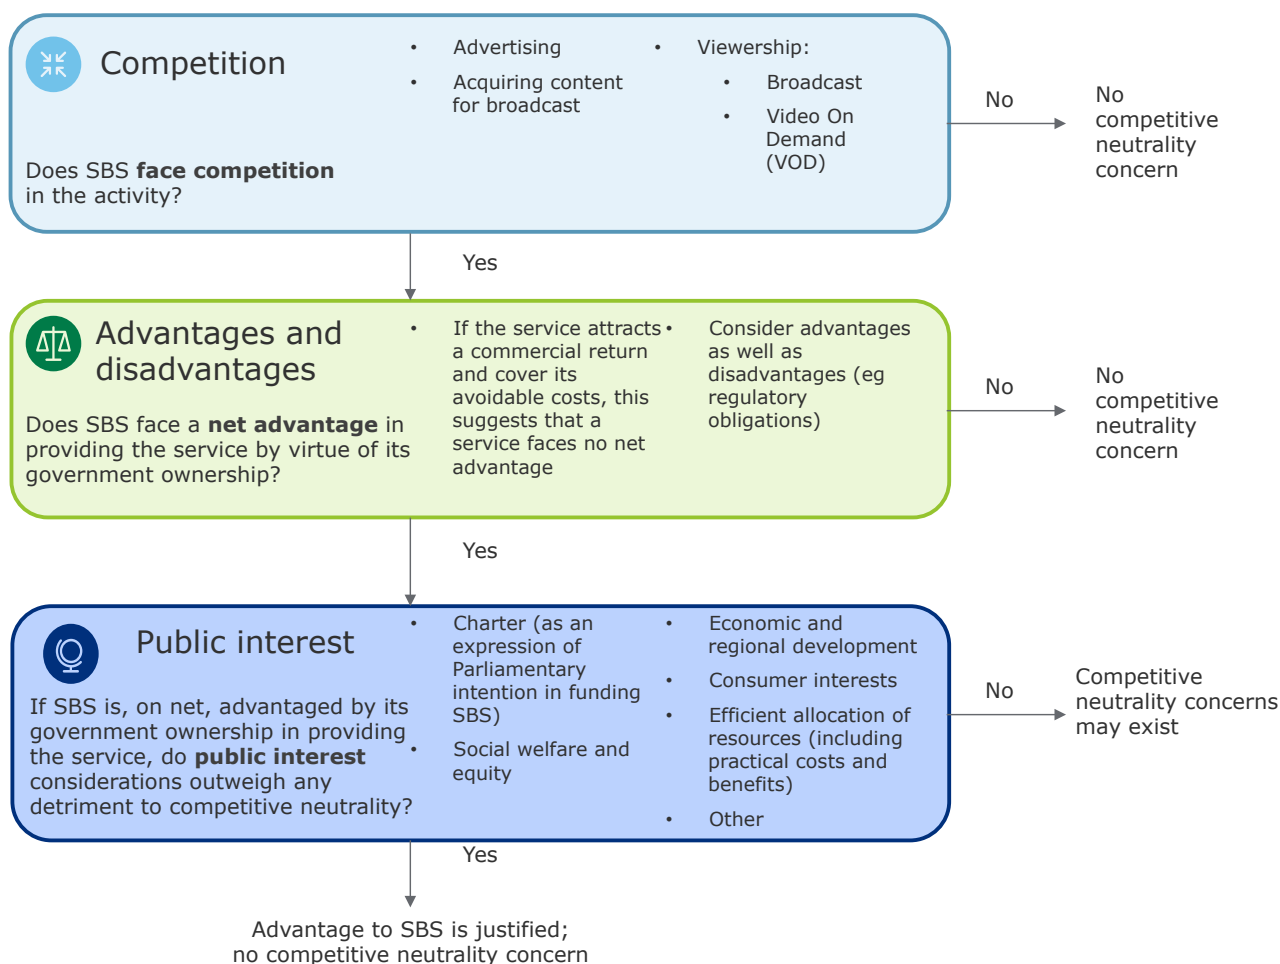 Competition
Does SBS face competition
in the activity?
• Advertising
• Acquiring content
for broadcast
• Viewership:
• Broadcast
• Video On
Demand
(VOD)
No
No
competitive
neutrality
concern
Yes
Advantages and
disadvantages
Does SBS face a net advantage in
providing the service by virtue of its
government ownership?
• If the service attracts
a commercial return
and cover its
avoidable costs, this
suggests that a
service faces no net
advantage
• Consider advantages
as well as
disadvantages (eg
regulatory
obligations)
No
No
competitive
neutrality
concern
Yes
Public interest
If SBS is, on net, advantaged by its
government ownership in providing
the service, do public interest
considerations outweigh any
detriment to competitive neutrality?
• Charter (as an
expression of
Parliamentary
intention in funding
SBS)
• Social welfare and
equity
• Economic and
regional development
• Consumer interests
• Efficient allocation of
resources (including
practical costs and
benefits)
• Other
No
Competitive
neutrality concerns
may exist
Yes
Advantage to SBS is justified;
no competitive neutrality concern